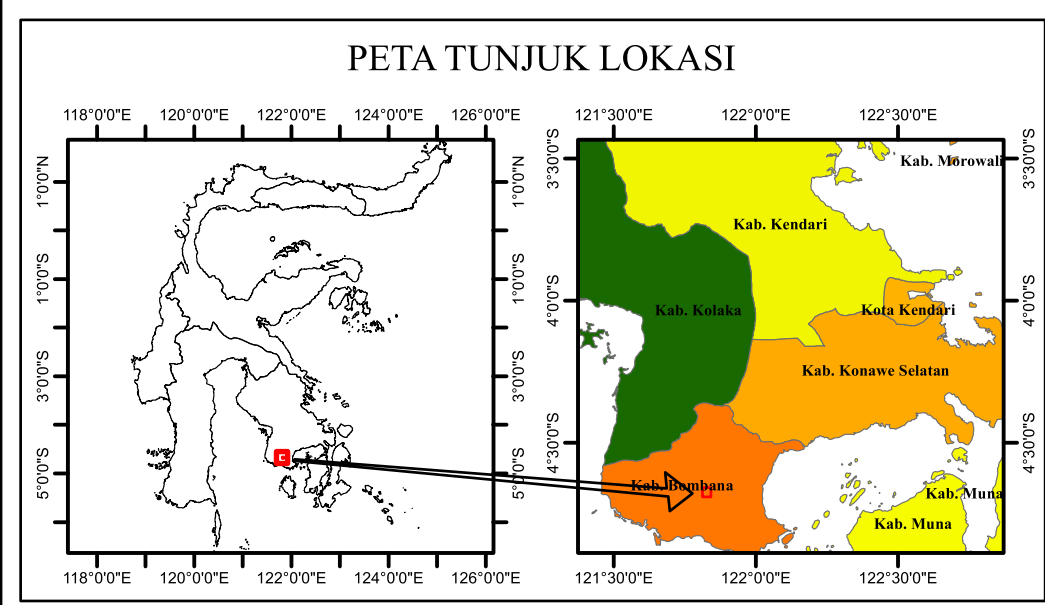 PETA TUNJUK LOKASI
118°0'0"E 120°0'0"E 122°0'0"E 124°0'0"E 126°0'0"E
1°0'0"N
1°0'0"S
3°0'0"S
5°0'0"S
1°0'0"N
1°0'0"S
3°0'0"S
5°0'0"S
118°0'0"E 120°0'0"E 122°0'0"E 124°0'0"E 126°0'0"E
121°30'0"E 122°0'0"E 122°30'0"E
3°30'0"S
4°0'0"S
4°30'0"S
Kab. Morowali
Kab. Kendari
Kab. Kolaka
Kota Kendari
Kab. Konawe Selatan
Kab. Bombana
Kab. Muna
Kab. Muna
3°30'0"S
4°0'0"S
4°30'0"S
121°30'0"E 122°0'0"E 122°30'0"E